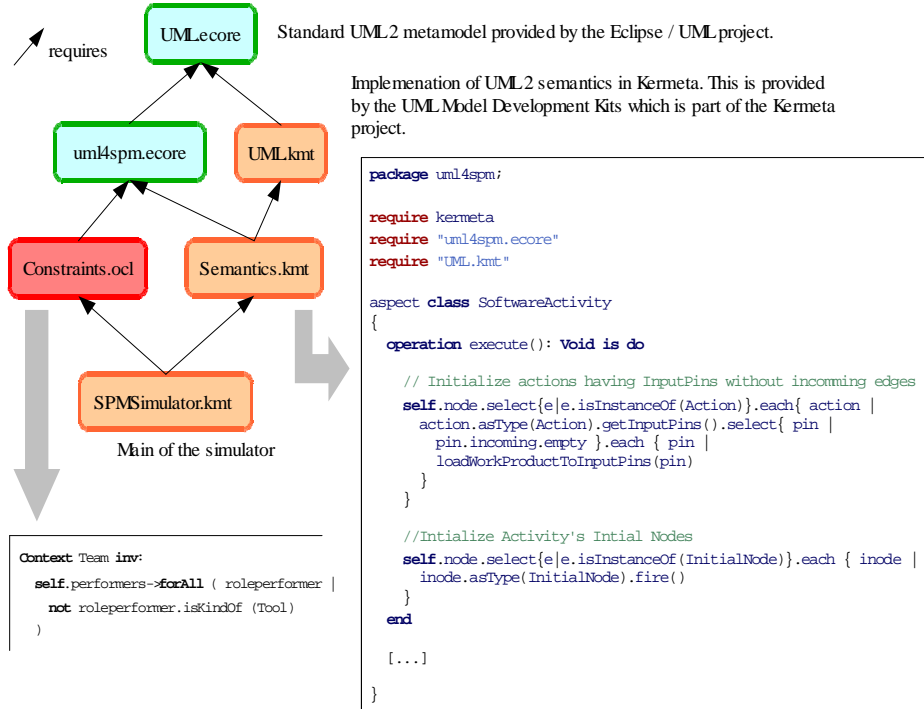 UML.ecore
Standard UML2 metamodel provided by the Eclipse / UML project.
requires
Implemenation of UML2 semantics in Kermeta. This is provided
by the UML Model Development Kits which is part of the Kermeta
project.
uml4spm.ecore
UML.kmt
Constraints.ocl
Semantics.kmt
SPMSimulator.kmt
Main of the simulator
Context Team inv:
self.performers->forAll ( roleperformer |
not roleperformer.isKindOf (Tool)
)
package uml4spm;
require kermeta
require "uml4spm.ecore"
require "UML.kmt"
aspect class SoftwareActivity
{
operation execute(): Void is do
// Initialize actions having InputPins without incomming edges
self.node.select{e|e.isInstanceOf(Action)}.each{ action |
action.asType(Action).getInputPins().select{ pin |
pin.incoming.empty }.each { pin |
loadWorkProductToInputPins(pin)
}
}
//Intialize Activity's Intial Nodes
self.node.select{e|e.isInstanceOf(InitialNode)}.each { inode |
inode.asType(InitialNode).fire()
}
end
[...]
}